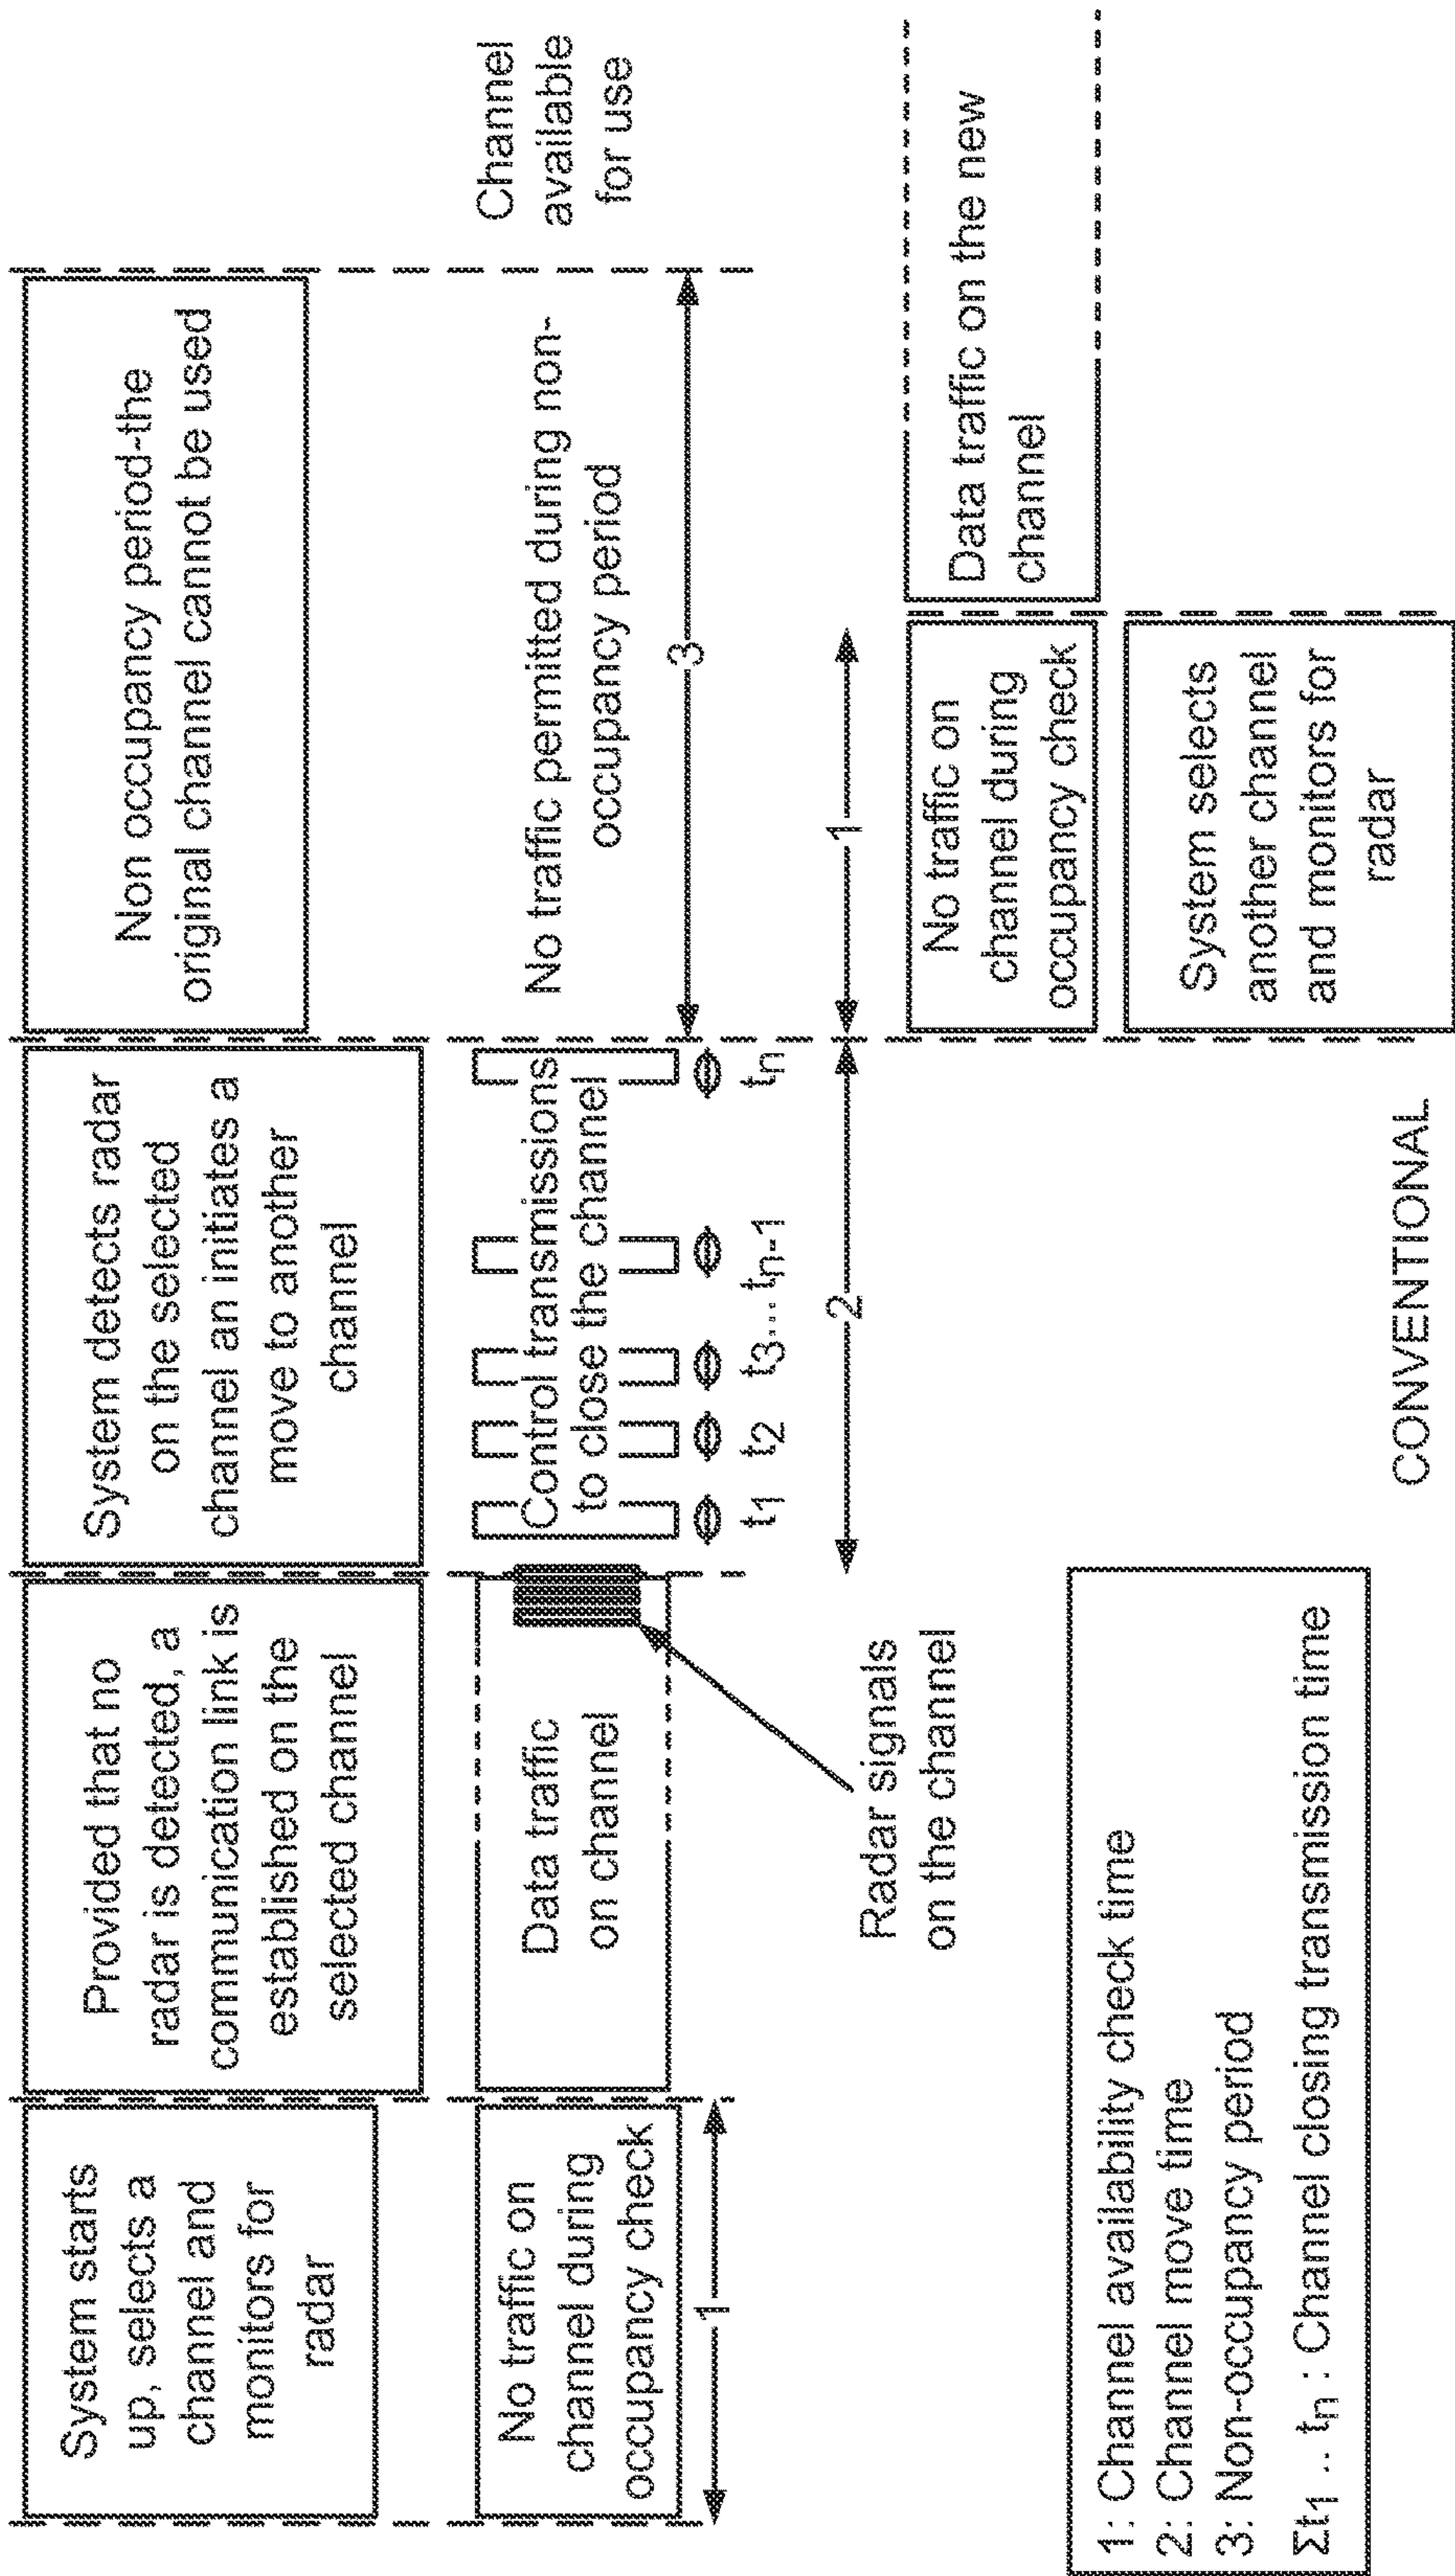 System starts
up, selects a
channel and
monitors for
radar
Provided that no
radar is detected, a
communication link is
established on the
selected channel
System detects radar
on the selected
channel an initiates a
move to another
channel
Non occupancy period-the
original channel cannot be used
No traffic on
channel during
occupancy check
1
Data traffic
on channel
Radar signals
on the channel
Control transmissions
to close the channel
t1 t2 t3... tn-1 tn
2
No traffic permitted during non-
occupancy period
3
Channel
available
for use
1
No traffic on
channel during
occupancy check
Data traffic on the new
channel
System selects
another channel
and monitors for
radar
1: Channel availability check time
2: Channel move time
3: Non-occupancy period
Σt1 .. tn : Channel closing transmission time
CONVENTIONAL